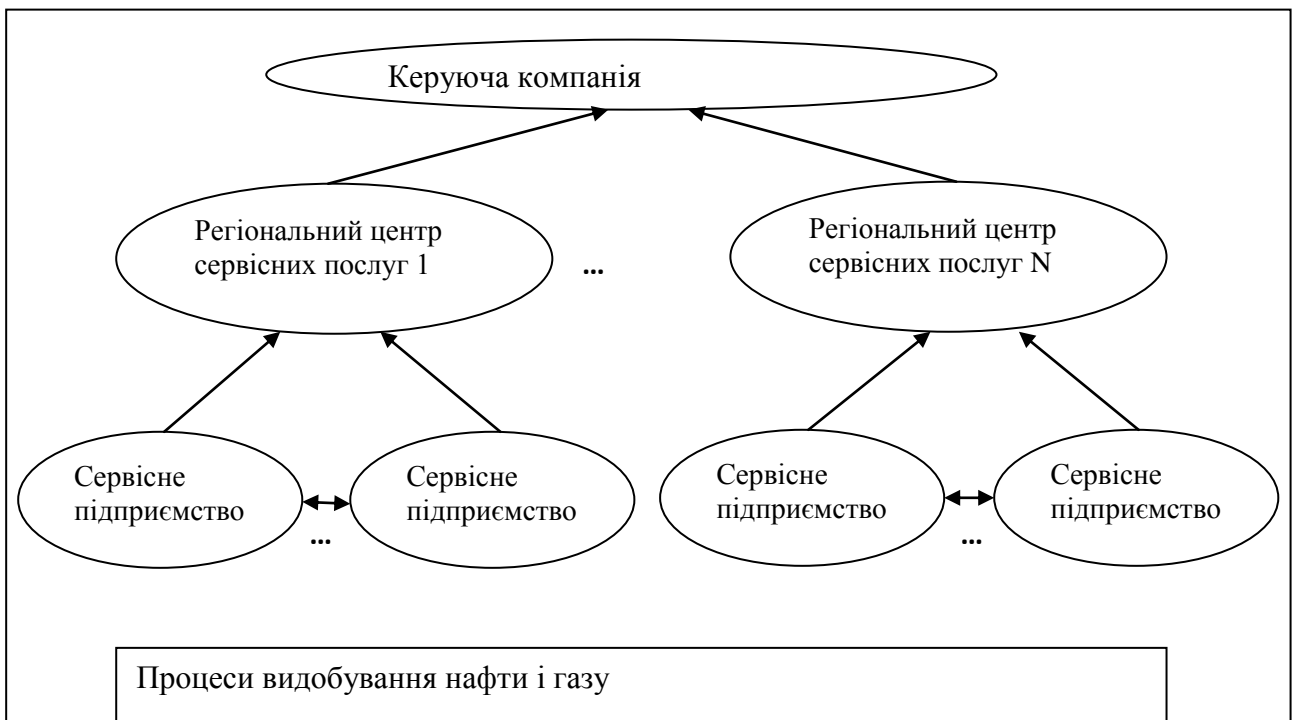 Керуюча компанія
Регіональний центр
сервісних послуг 1
...
Регіональний центр
сервісних послуг N
Сервісне
підприємство
...
Сервісне
підприємство
Сервісне
підприємство
...
Сервісне
підприємство
Процеси видобування нафти і газу